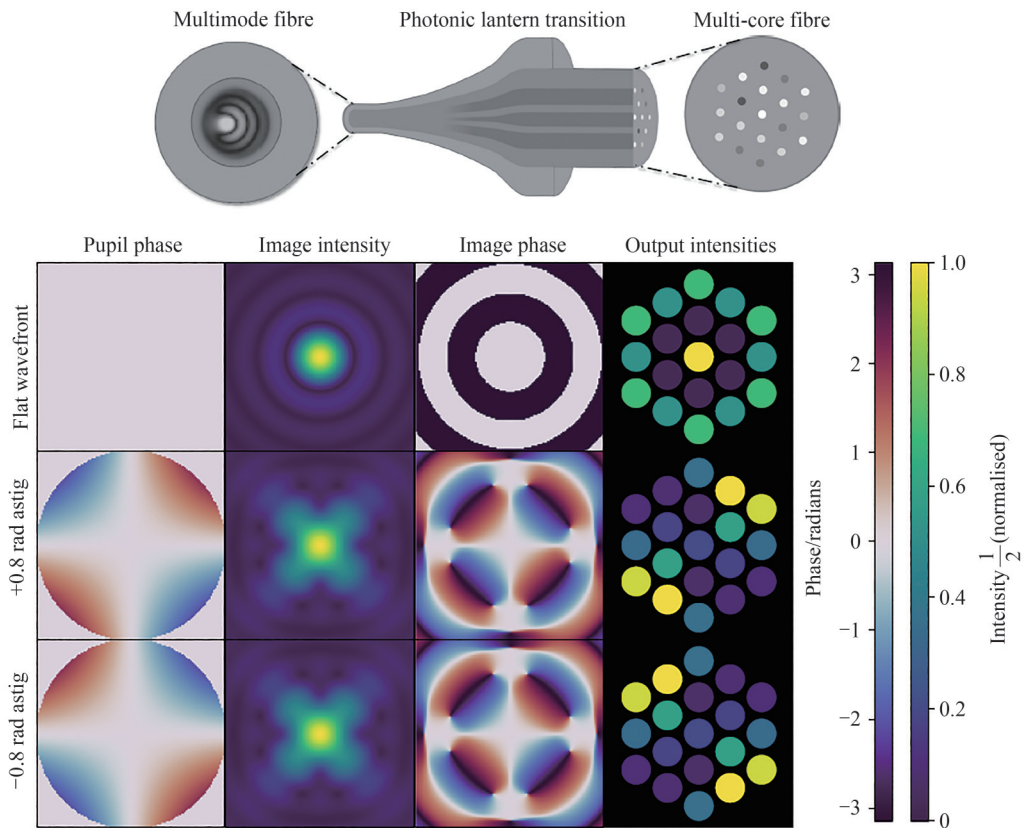 Multimode fibre
Photonic lantern transition
Multi-core fibre
Pupil phase
Image intensity
Image phase
Output intensities
Flat wavefront
+0.8 rad astig
−0.8 rad astig
3
2
1
0
−1
−2
−3
Phase/radians
1.0
0.8
0.6
0.4
0.2
0
Intensity 1/2 (normalised)